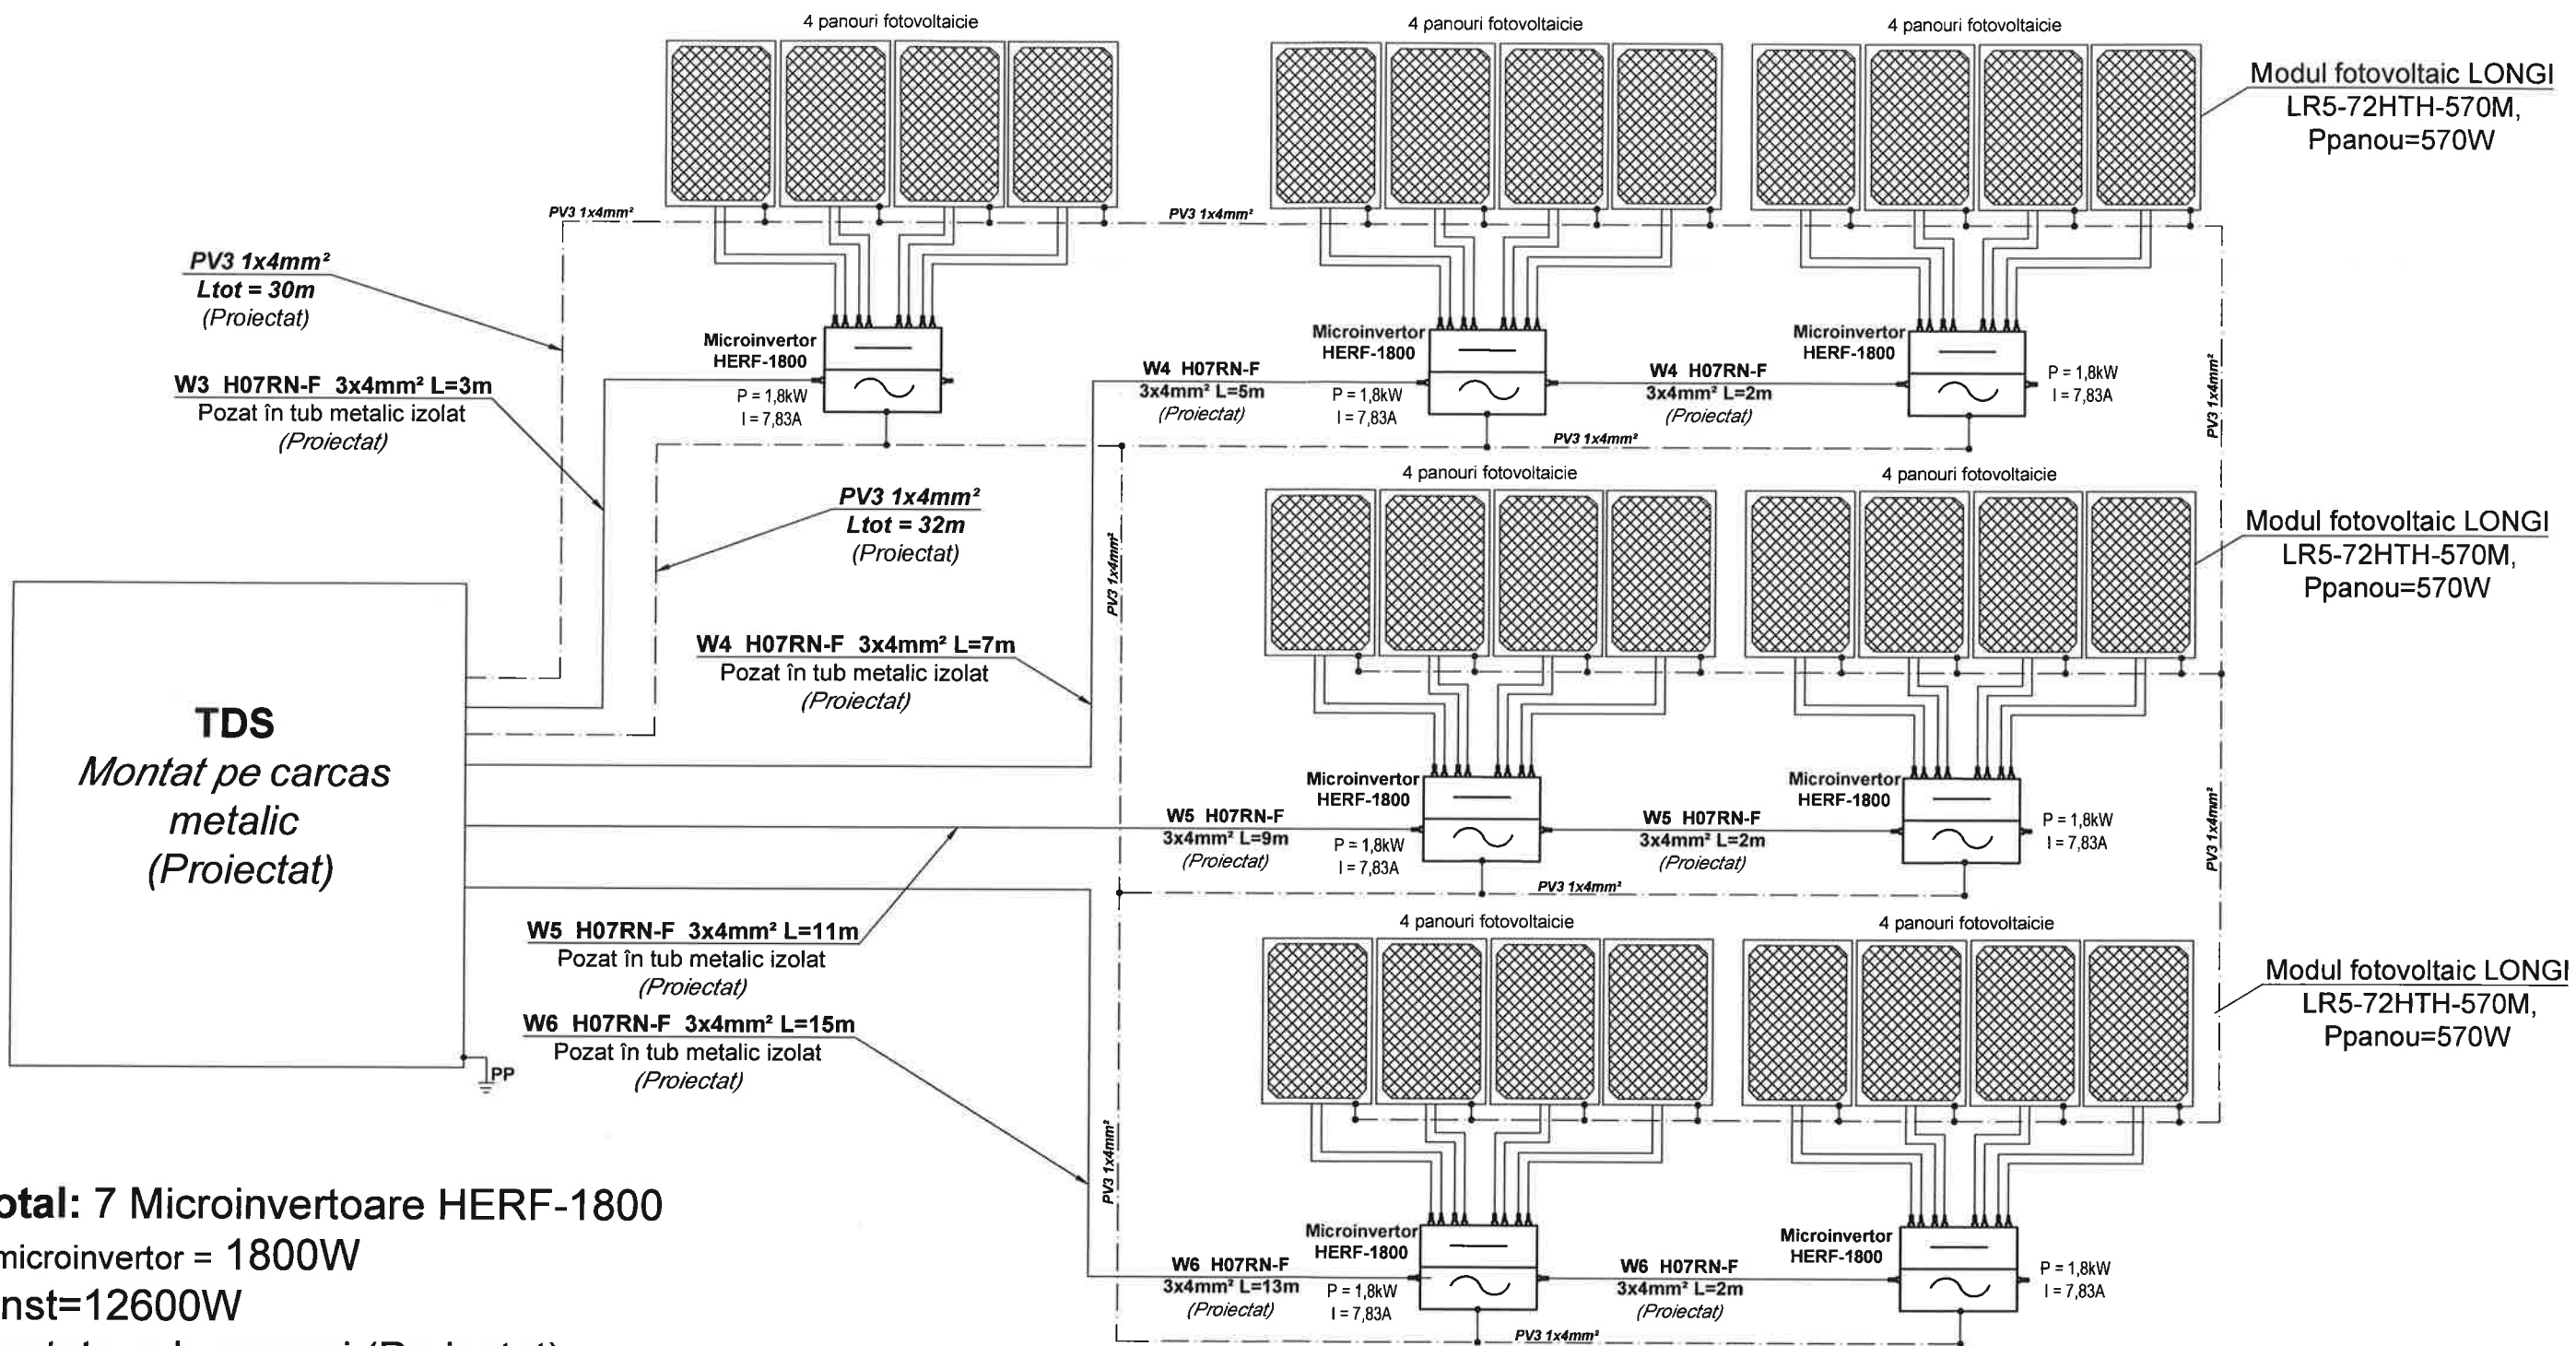 4 panouri fotovoltaicie
4 panouri fotovoltaicie
4 panouri fotovoltaicie
Modul fotovoltaic LONGI
LR5-72HTH-570M,
Ppanou=570W
PV3 1x4mm²
PV3 1x4mm²
PV3 1x4mm²
Ltot = 30m
(Proiectat)
W3 H07RN-F 3x4mm² L=3m
Pozat în tub metalic izolat
(Proiectat)
Microinvertor
HERF-1800
P = 1,8kW
I = 7,83A
W4 H07RN-F
3x4mm² L=5m
(Proiectat)
Microinvertor
HERF-1800
P = 1,8kW
I = 7,83A
W4 H07RN-F
3x4mm² L=2m
(Proiectat)
Microinvertor
HERF-1800
P = 1,8kW
I = 7,83A
PV3 1x4mm²
PV3 1x4mm²
PV3 1x4mm²
Ltot = 32m
(Proiectat)
PV3 1x4mm²
4 panouri fotovoltaicie
4 panouri fotovoltaicie
Modul fotovoltaic LONGI
LR5-72HTH-570M,
Ppanou=570W
W4 H07RN-F 3x4mm² L=7m
Pozat în tub metalic izolat
(Proiectat)
TDS
Montat pe carcas
metalic
(Proiectat)
PP
W5 H07RN-F
3x4mm² L=9m
(Proiectat)
Microinvertor
HERF-1800
P = 1,8kW
I = 7,83A
W5 H07RN-F
3x4mm² L=2m
(Proiectat)
Microinvertor
HERF-1800
P = 1,8kW
I = 7,83A
PV3 1x4mm²
PV3 1x4mm²
W5 H07RN-F 3x4mm² L=11m
Pozat în tub metalic izolat
(Proiectat)
W6 H07RN-F 3x4mm² L=15m
Pozat în tub metalic izolat
(Proiectat)
4 panouri fotovoltaicie
4 panouri fotovoltaicie
Modul fotovoltaic LONGI
LR5-72HTH-570M,
Ppanou=570W
PV3 1x4mm²
W6 H07RN-F
3x4mm² L=13m
(Proiectat)
Microinvertor
HERF-1800
P = 1,8kW
I = 7,83A
W6 H07RN-F
3x4mm² L=2m
(Proiectat)
Microinvertor
HERF-1800
P = 1,8kW
I = 7,83A
PV3 1x4mm²
otal: 7 Microinvertoare HERF-1800
microinvertor = 1800W
inst=12600W
(Proiectat)